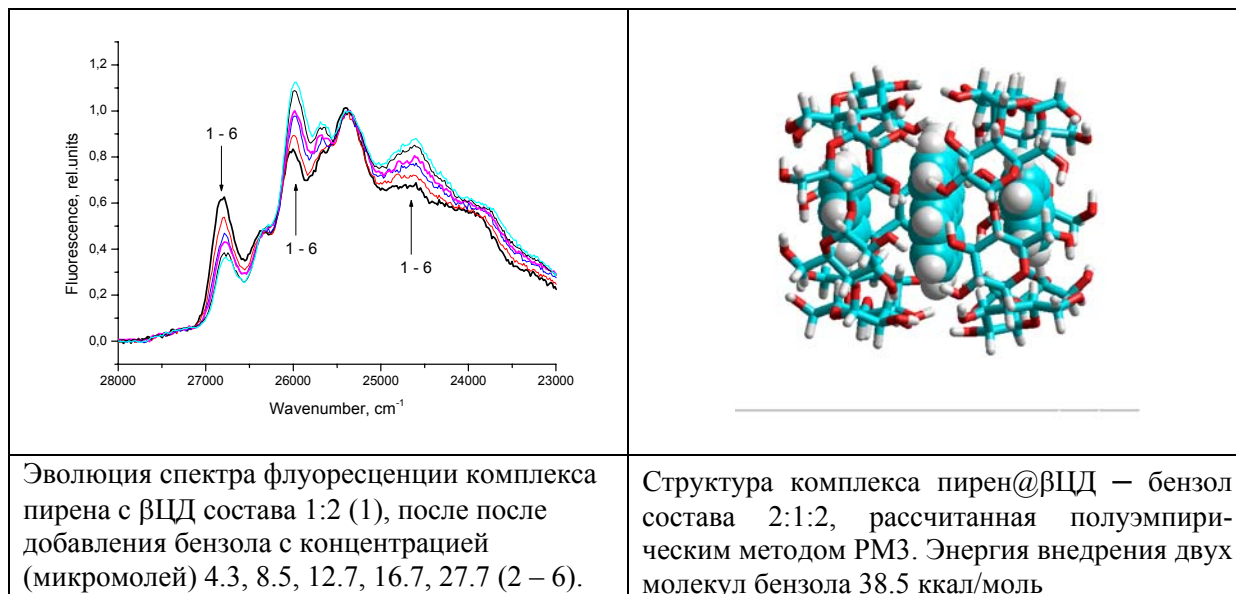 1,2
1,0
0,8
0,6
0,4
0,2
0,0
Fluorescence, rel.units
1 - 6
1 - 6
1 - 6
28000 27000 26000 25000 24000 23000
Wavenumber, cm⁻¹
Эволюция спектра флуоресценции комплекса
пирена с βЦД состава 1:2 (1), после после
добавления бензола с концентрацией
(микромолей) 4.3, 8.5, 12.7, 16.7, 27.7 (2 – 6).
Структура комплекса пирен@βЦД — бензол
состава 2:1:2, рассчитанная полуэмпири-
ческим методом PM3. Энергия внедрения двух
молекул бензола 38.5 ккал/моль